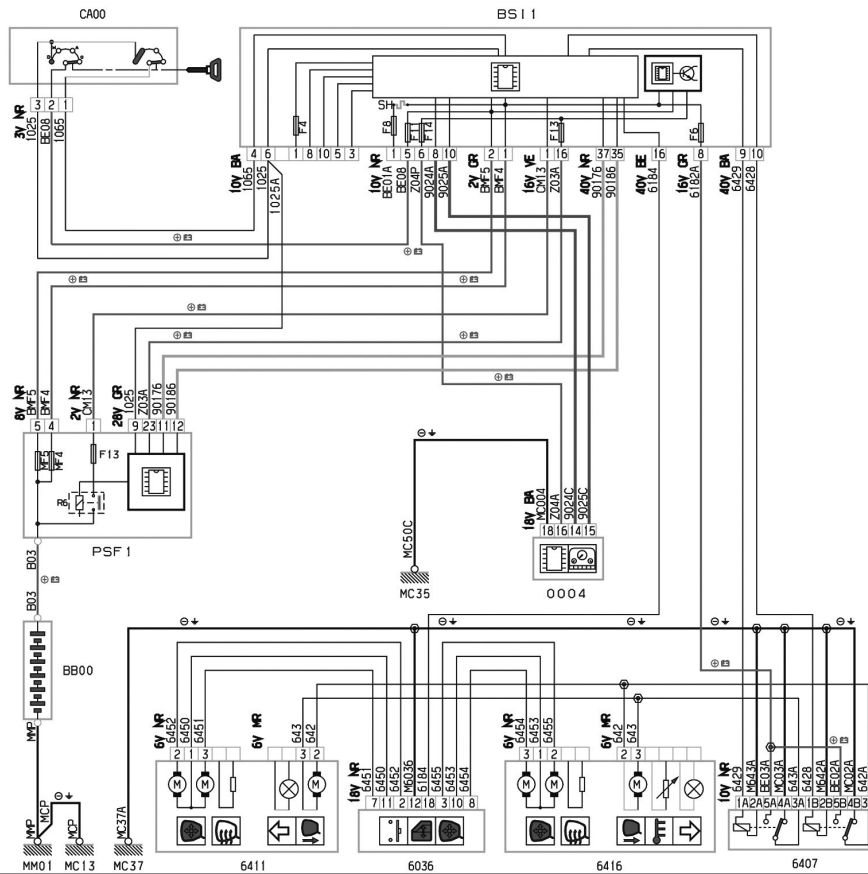 CA00
BSI1
3 2 1
3V NR
1025
BE08
1065
F4
SH
F8
F11
F14
F13
F6
4 6 1 8 10 5 3 1 5 6 8 10 2 1 1 16 37 35 16 8 9 10
10V BA
1065
1025
1025A
10V NR
BE01A
BE08
Z04P
9024A
9025A
2V GR
BMF5
BMF4
16V VE
CM13
Z03A
40V NR
90176
90186
40V BE
6184
16V GR
6182A
40V BA
6429
6428
8V NR
BMF5
BMF4
2V NR
CM13
28V GR
1025
Z03A
90176
90186
5 4 1 9 23 11 12
MF5
MF4
F13
R6
PSF1
B03
B03
BB00
MMP
MMP
MCP
MCP
MM01
MC13
MC50C
MC35
18V BA
MC004
Z04A
9024C
9025C
18 16 14 15
0004
MC37A
MC37
6V NR
6452
6450
6451
6V MR
643
642
2 1 3 3 2
M M M
6411
18V NR
6451
6450
6452
M6036
6184
6455
6453
6454
7 11 2 12 18 3 10 8
6036
6V NR
6454
6453
6455
6V MR
642
643
3 1 2 2 3
M M M
6416
10V NR
6429
M643A
BE03A
MC03A
643A
6428
M642A
BE02A
MC02A
642A
1A 2A 5A 4A 3A 1B 2B 5B 4B 3B
6407